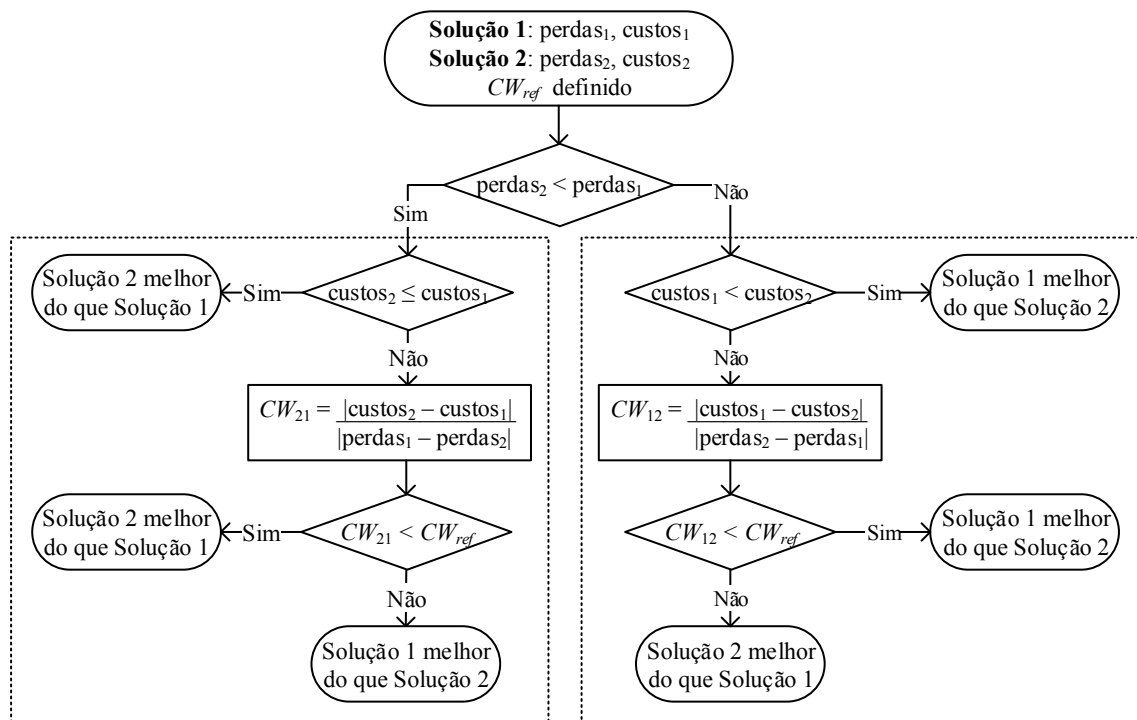 Solução 1: perdas₁, custos₁
Solução 2: perdas₂, custos₂
CW_ref definido
perdas₂ < perdas₁
Sim
Não
custos₂ ≤ custos₁
Sim
Solução 2 melhor
do que Solução 1
Não
CW₂₁ = |custos₂ – custos₁|
|perdas₁ – perdas₂|
CW₂₁ < CW_ref
Sim
Solução 2 melhor
do que Solução 1
Não
Solução 1 melhor
do que Solução 2
custos₁ < custos₂
Sim
Solução 1 melhor
do que Solução 2
Não
CW₁₂ = |custos₁ – custos₂|
|perdas₂ – perdas₁|
CW₁₂ < CW_ref
Sim
Solução 1 melhor
do que Solução 2
Não
Solução 2 melhor
do que Solução 1